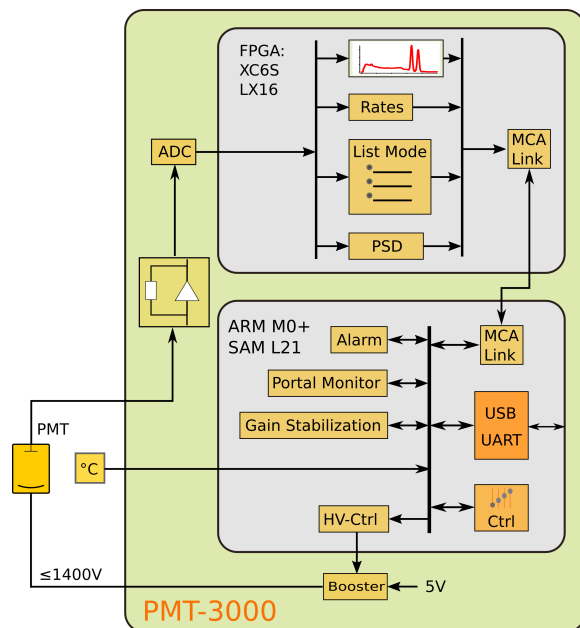 FPGA:
XC6S
LX16
Rates
ADC
List Mode
MCA
Link
PSD
ARM M0+
SAM L21
Alarm
MCA
Link
Portal Monitor
USB
UART
PMT
Gain Stabilization
°C
HV-Ctrl
Ctrl
≤1400V
Booster
5V
PMT-3000